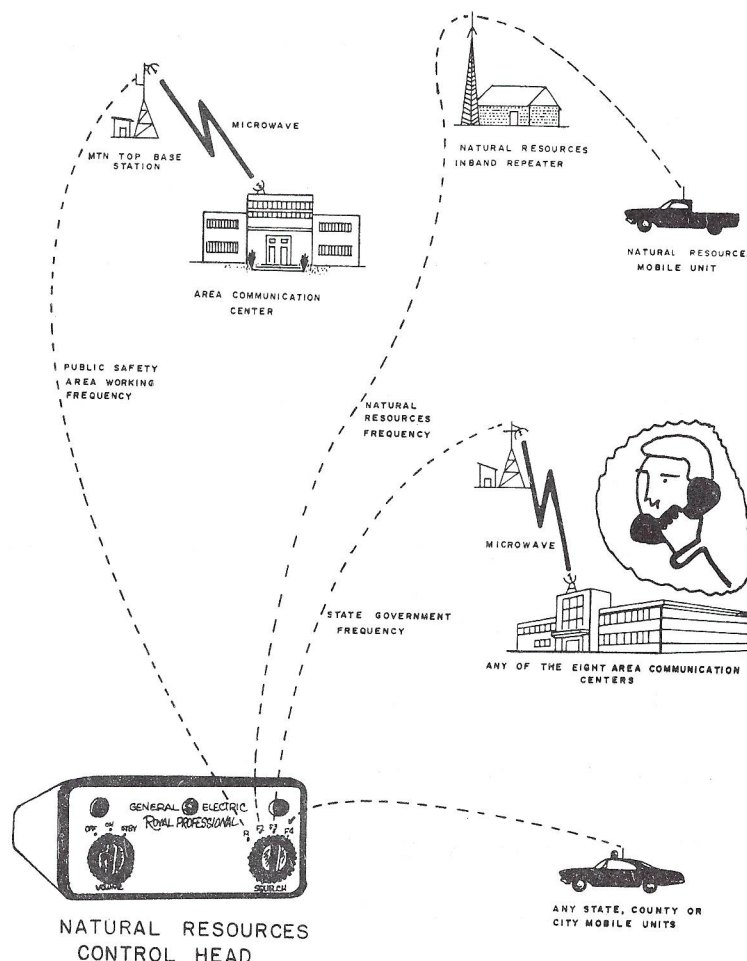 MICROWAVE
MTN TOP BASE
STATION
NATURAL RESOURCES
INBAND REPEATER
NATURAL RESOURCE
MOBILE UNIT
AREA COMMUNICATION
CENTER
PUBLIC SAFETY
AREA WORKING
FREQUENCY
NATURAL
RESOURCES
FREQUENCY
MICROWAVE
STATE GOVERNMENT
FREQUENCY
ANY OF THE EIGHT AREA COMMUNICATION
CENTERS
GENERAL ELECTRIC
ROYAL PROFESSIONAL
OFF ON STBY
F2 F3 F4
VOLUME
SEARCH
ANY STATE, COUNTY OR
CITY MOBILE UNITS
NATURAL RESOURCES
CONTROL HEAD